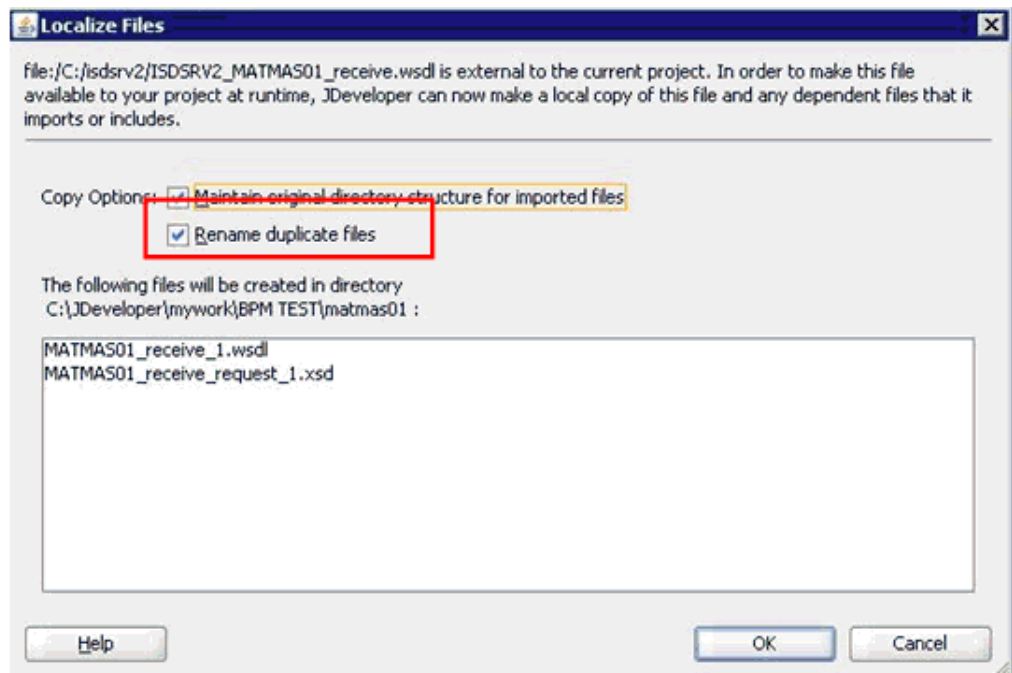 Localize Files
file:/C:/isdsrv2/ISDSRV2_MATMAS01_receive.wsdl is external to the current project. In order to make this file
available to your project at runtime, JDeveloper can now make a local copy of this file and any dependent files that it
imports or includes.
Copy Options: Maintain original directory structure for imported files
Rename duplicate files
The following files will be created in directory
C:\JDeveloper\mywork\BPM TEST\matmas01 :
MATMAS01_receive_1.wsdl
MATMAS01_receive_request_1.xsd
Help OK Cancel